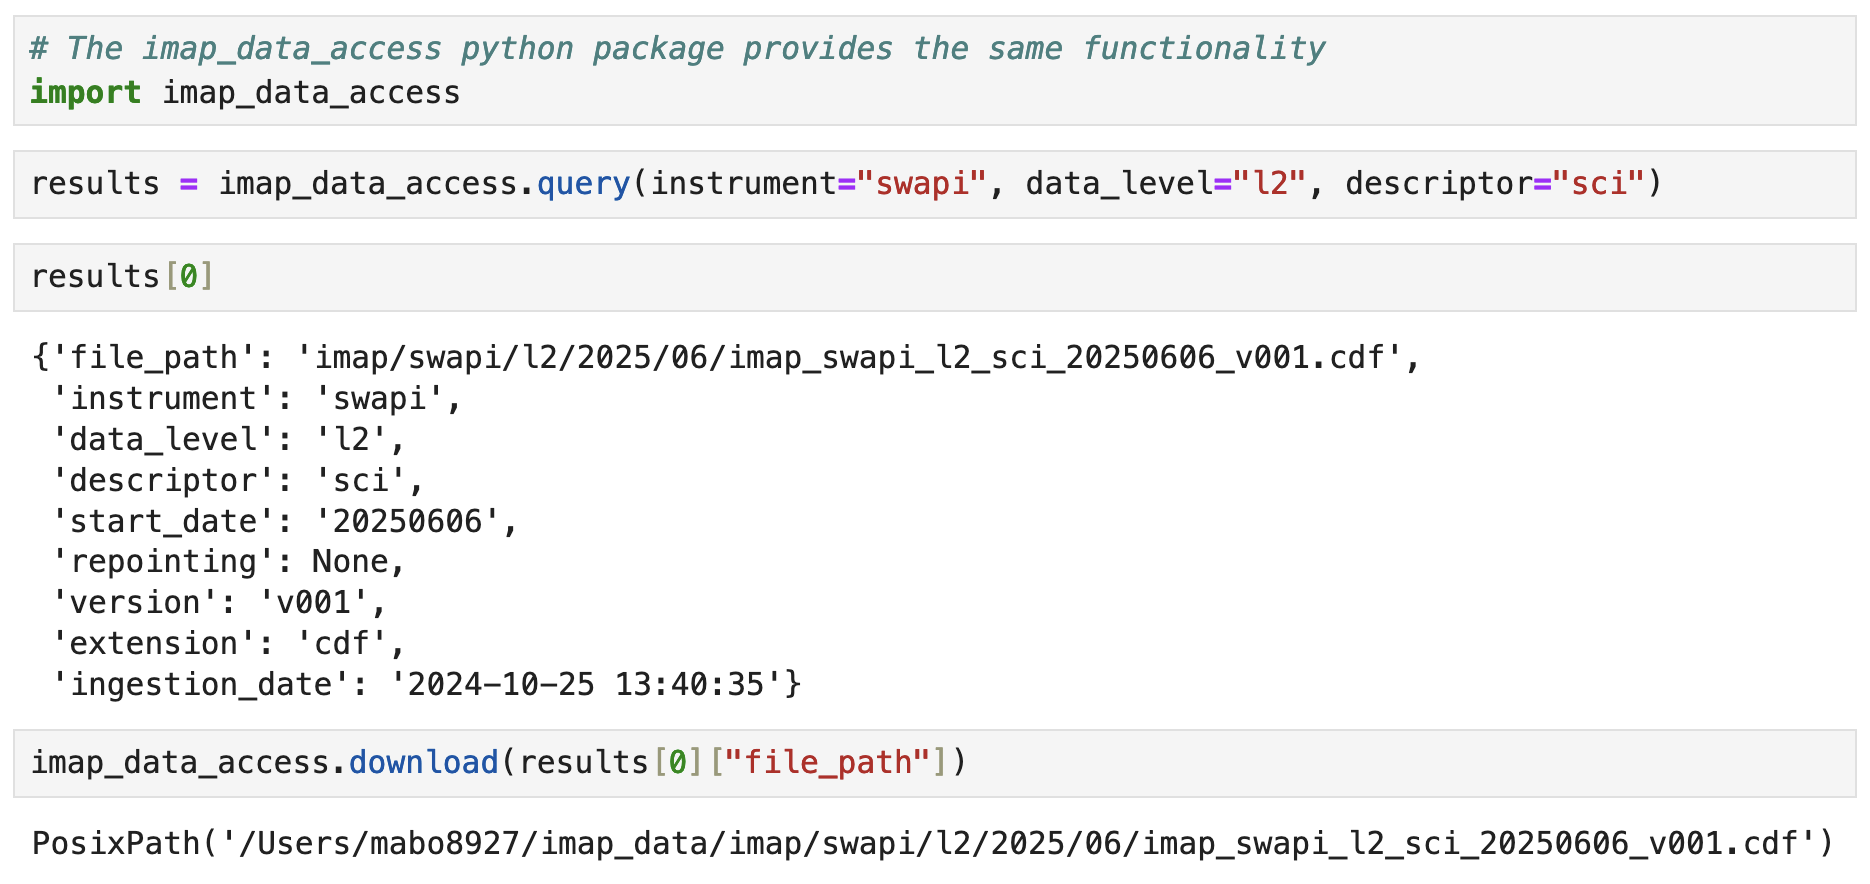 # The imap_data_access python package provides the same functionality
import imap_data_access
results = imap_data_access.query(instrument="swapi", data_level="l2", descriptor="sci")
results[0]
{'file_path': 'imap/swapi/l2/2025/06/imap_swapi_l2_sci_20250606_v001.cdf',
 'instrument': 'swapi',
 'data_level': 'l2',
 'descriptor': 'sci',
 'start_date': '20250606',
 'repointing': None,
 'version': 'v001',
 'extension': 'cdf',
 'ingestion_date': '2024-10-25 13:40:35'}
imap_data_access.download(results[0]["file_path"])
PosixPath('/Users/mabo8927/imap_data/imap/swapi/l2/2025/06/imap_swapi_l2_sci_20250606_v001.cdf')